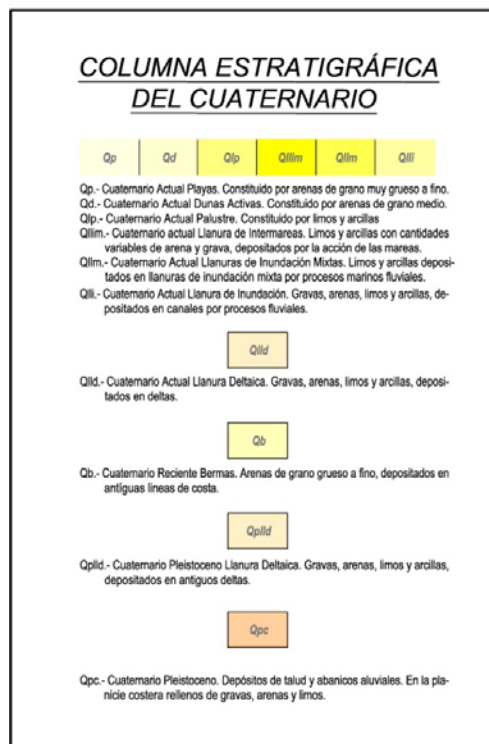 COLUMNA ESTRATIGRÁFICA
DEL CUATERNARIO
Qp Qd Qlp Qllim Qllm Qlli
Qp.- Cuaternario Actual Playas. Constituido por arenas de grano muy grueso a fino.
Qd.- Cuaternario Actual Dunas Activas. Constituido por arenas de grano medio.
Qlp.- Cuaternario Actual Palustre. Constituido por limos y arcillas
Qllim.- Cuaternario actual Llanura de Intermareas. Limos y arcillas con cantidades
variables de arena y grava, depositados por la acción de las mareas.
Qllm.- Cuaternario Actual Llanuras de Inundación Mixtas. Limos y arcillas deposi-
tados en llanuras de inundación mixta por procesos marinos fluviales.
Qlli.- Cuaternario Actual Llanura de Inundación. Gravas, arenas, limos y arcillas, de-
positados en canales por procesos fluviales.
Qlld
Qlld.- Cuaternario Actual Llanura Deltaica. Gravas, arenas, limos y arcillas, deposi-
tados en deltas.
Qb
Qb.- Cuaternario Reciente Bermas. Arenas de grano grueso a fino, depositados en
antíguas lineas de costa.
Qplld
Qplld.- Cuaternario Pleistoceno Llanura Deltaica. Gravas, arenas, limos y arcillas,
depositados en antiguos deltas.
Qpc
Qpc.- Cuaternario Pleistoceno. Depósitos de talud y abanicos aluviales. En la pla-
nicie costera rellenos de gravas, arenas y limos.